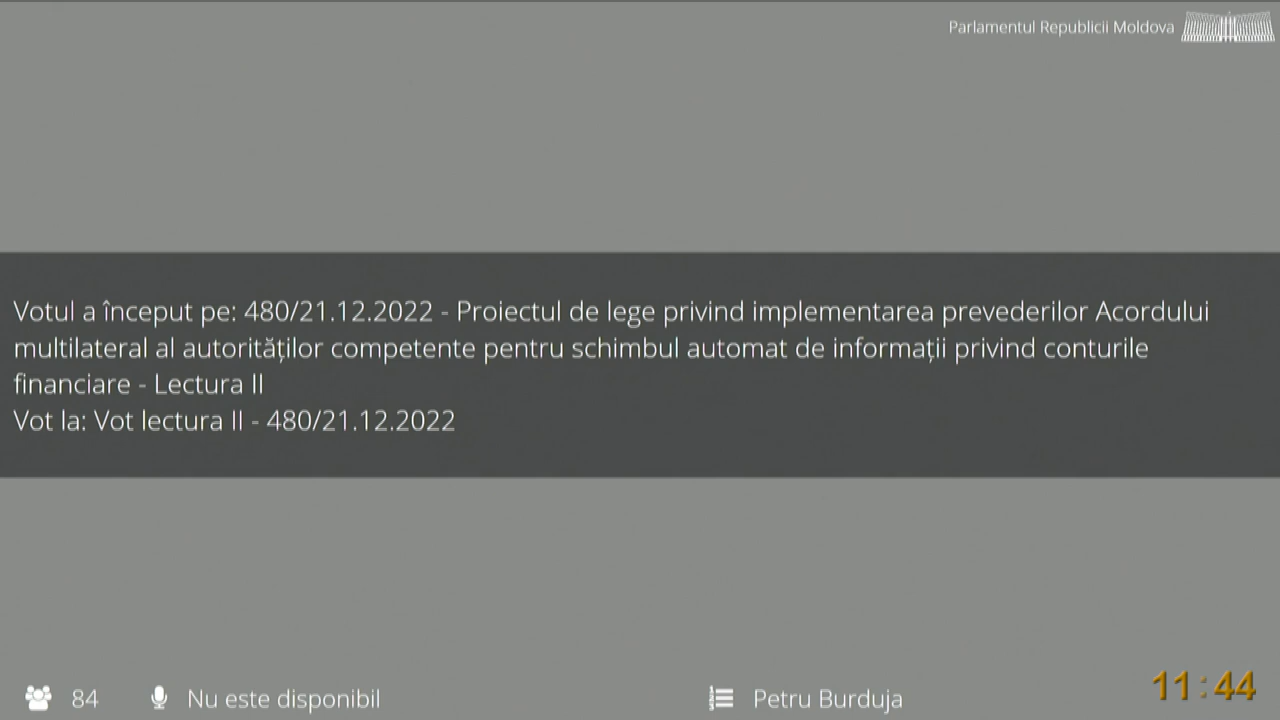 Parlamentul Republicii Moldova
Votul a început pe: 480/21.12.2022 - Proiectul de lege privind implementarea prevederilor Acordului
multilateral al autorităților competente pentru schimbul automat de informații privind conturile
financiare - Lectura II
Vot la: Vot lectura II - 480/21.12.2022
84 Nu este disponibil Petru Burduja 11:44